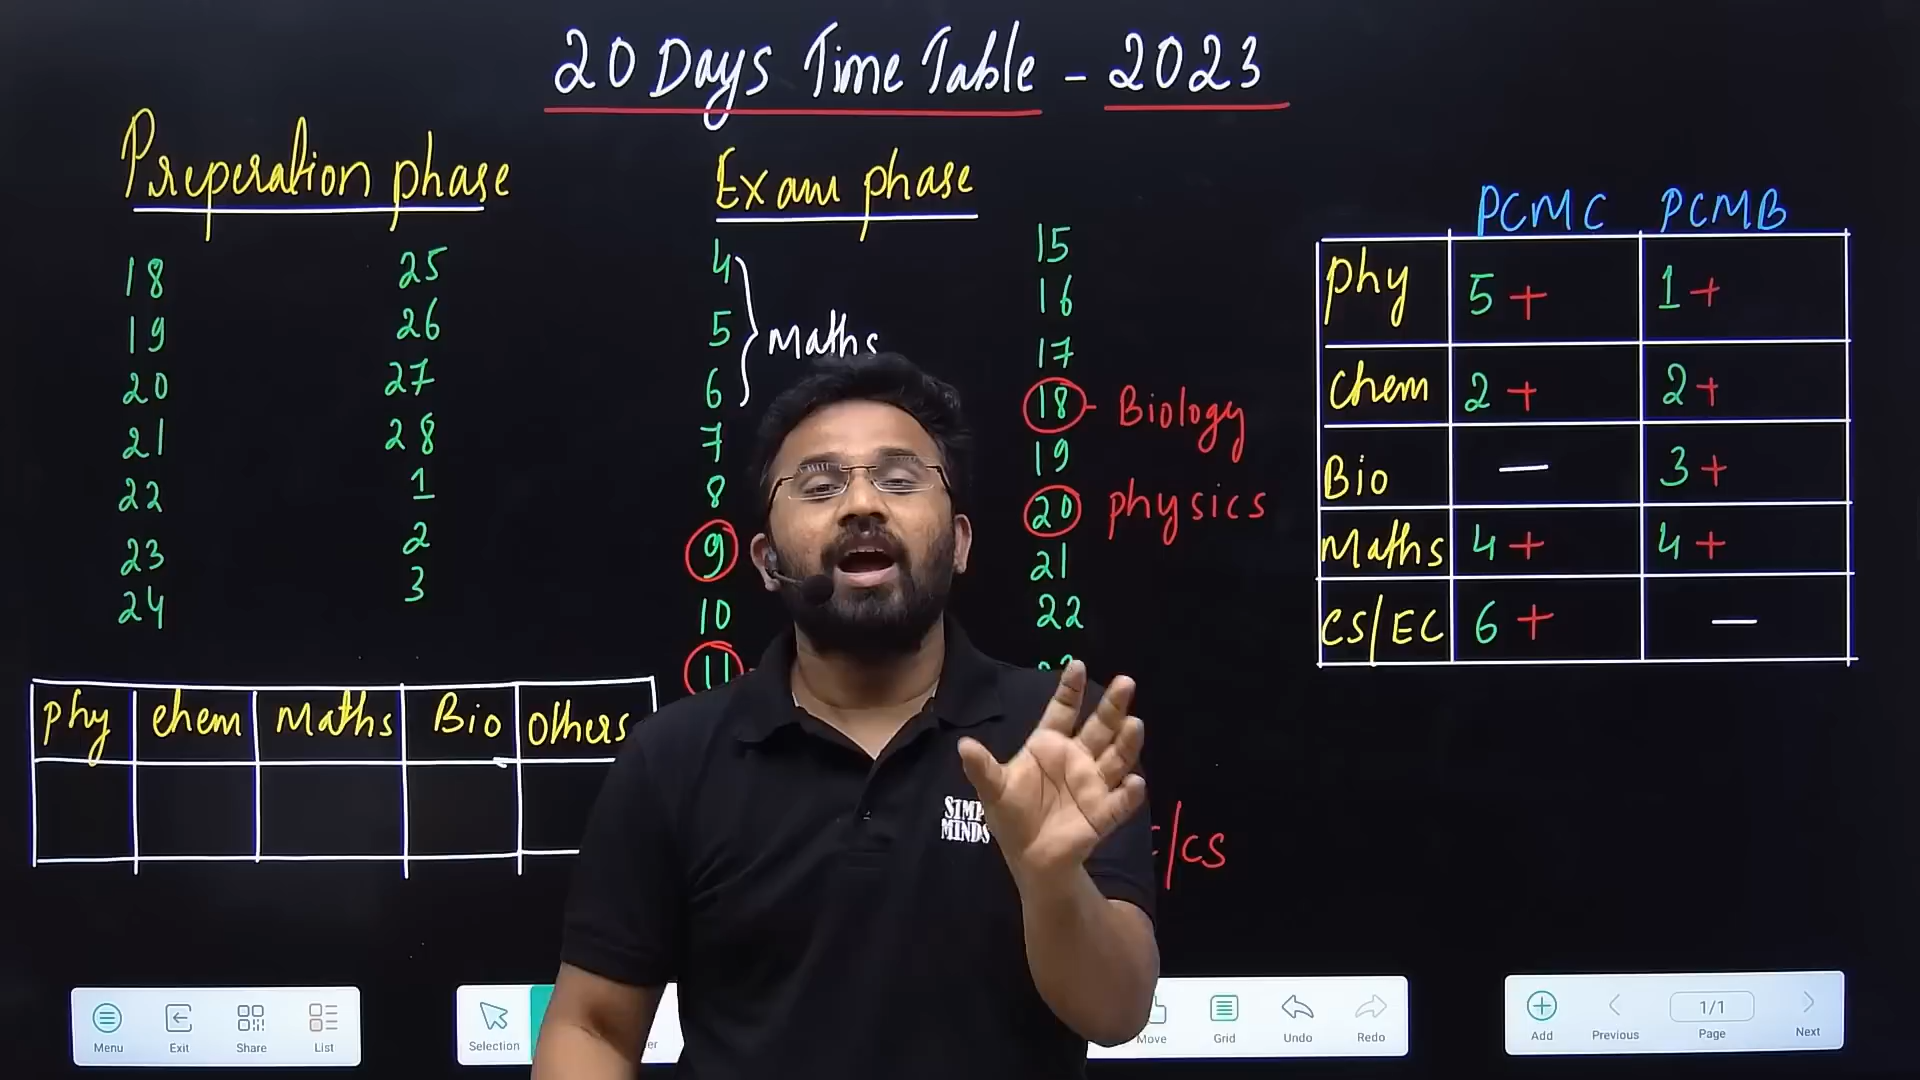 20 Days Time Table - 2023
Preperation phase
18
19
20
21
22
23
24
25
26
27
28
1
2
3
phy chem Maths Bio others
Exam phase
4
5
6
Maths
7
8
9
10
11
15
16
17
18 - Biology
19
20 physics
21
22
/CS
PCMC PCMB
phy 5 + 1 +
chem 2 + 2 +
Bio — 3 +
Maths 4 + 4 +
CS/EC 6 + —
MINDS
Menu Exit Share List
Selection
Move Grid Undo Redo
Add Previous 1/1 Page Next